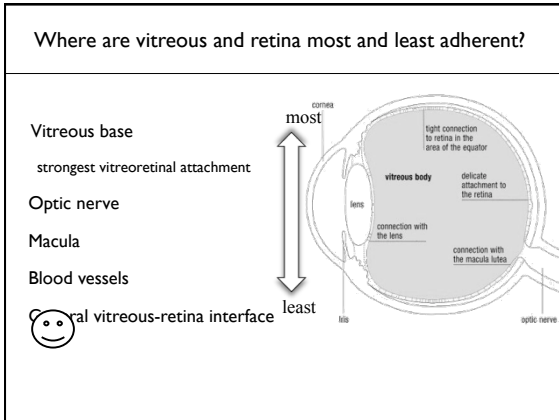 Where are vitreous and retina most and least adherent?
Vitreous base
strongest vitreoretinal attachment
Optic nerve
Macula
Blood vessels
vitreous-retina interface
most
least
cornea
tight connection
to retina in the
area of the equator
vitreous body
delicate
attachment to
the retina
lens
connection with
the lens
connection with
the macula lutea
Iris
optic nerve